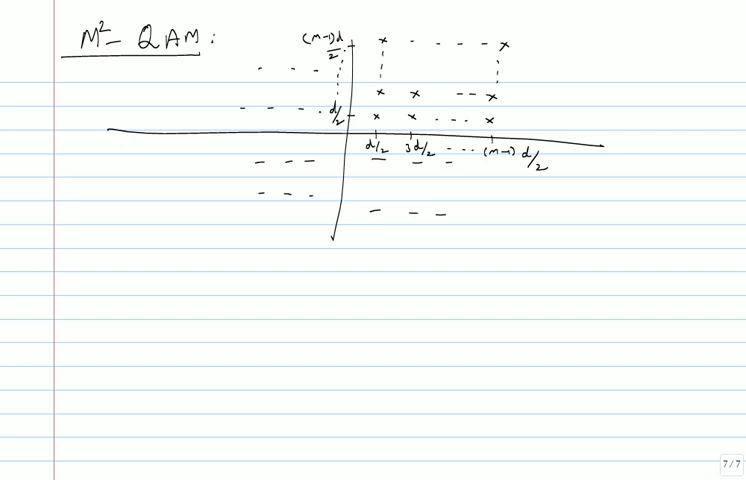 M² - QAM :
(M-1)d/2
d/2
d/2 3d/2 - - ... (M-1) d/2
7/7